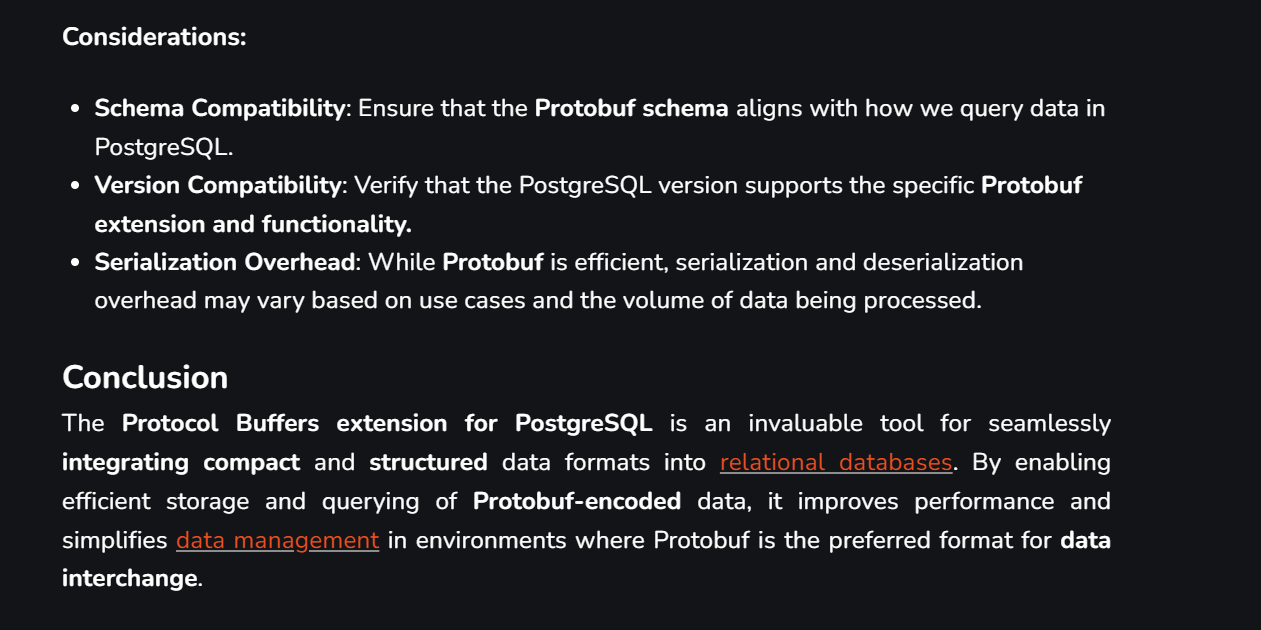 Considerations:
• Schema Compatibility: Ensure that the Protobuf schema aligns with how we query data in
PostgreSQL.
• Version Compatibility: Verify that the PostgreSQL version supports the specific Protobuf
extension and functionality.
• Serialization Overhead: While Protobuf is efficient, serialization and deserialization
overhead may vary based on use cases and the volume of data being processed.
Conclusion
The Protocol Buffers extension for PostgreSQL is an invaluable tool for seamlessly
integrating compact and structured data formats into relational databases. By enabling
efficient storage and querying of Protobuf-encoded data, it improves performance and
simplifies data management in environments where Protobuf is the preferred format for data
interchange.